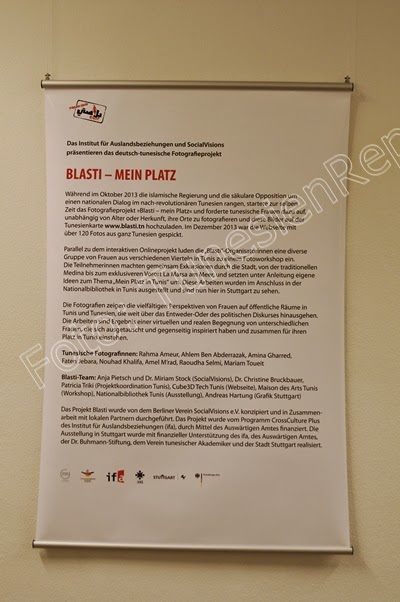 Das Institut für Auslandsbeziehungen und SocialVisions
präsentieren das deutsch-tunesische Fotografieprojekt
BLASTI – MEIN PLATZ
Während im Oktober 2013 die islamische Regierung und die säkulare Opposition um
einen nationalen Dialog im nach-revolutionären Tunesien rangen, startete zur selben
Zeit das Fotografieprojekt «Blasti – mein Platz» und forderte tunesische Frauen dazu auf,
unabhängig von Alter oder Herkunft, ihre Orte zu fotografieren und diese Bilder auf der
Tunesienkarte www.blasti.tn hochzuladen. Im Dezember 2013 war die Webseite mit
über 120 Fotos aus ganz Tunesien gespickt.
Parallel zu dem interaktiven Onlineprojekt luden die „Blasti“-Organisatorinnen eine diverse
Gruppe von Frauen aus verschiedenen Vierteln in Tunis zu einem Fotoworkshop ein.
Die Teilnehmerinnen machten gemeinsam Exkursionen durch die Stadt, von der traditionellen
Medina bis zum exklusiveren Vorort La Marsa am Meer, und setzten unter Anleitung eigene
Ideen zum Thema „Mein Platz in Tunis“ um. Diese Arbeiten wurden im Anschluss in der
Nationalbibliothek in Tunis ausgestellt und sind nun hier in Stuttgart zu sehen.
Die Fotografien zeigen die vielfältigen Perspektiven von Frauen auf öffentliche Räume in
Tunis und Tunesien, die weit über das Entweder-Oder des politischen Diskurses hinausgehen.
Die Arbeiten sind Ergebnis einer virtuellen und realen Begegnung von unterschiedlichen
Frauen, die sich ausgetauscht und gegenseitig inspiriert haben und zusammen für ihren
Platz in Tunis einstehen.
Tunesische Fotografinnen: Rahma Ameur, Ahlem Ben Abderrazak, Amina Gharred,
Faten Jebara, Nouhad Khalifa, Amel M'rad, Raoudha Selmi, Mariam Toueit
Blasti-Team: Anja Pietsch und Dr. Miriam Stock (SocialVisions), Dr. Christine Bruckbauer,
Patricia Triki (Projektkoordination Tunis), Cube3D Tech Tunis (Webseite), Maison des Arts Tunis
(Workshop), Nationalbibliothek Tunis (Ausstellung), Andreas Hartung (Grafik Stuttgart)
Das Projekt Blasti wurde von dem Berliner Verein SocialVisions e.V. konzipiert und in Zusammen-
arbeit mit lokalen Partnern durchgeführt. Das Projekt wurde vom Programm CrossCulture Plus
des Instituts für Auslandsbeziehungen (ifa), durch Mittel des Auswärtigen Amtes finanziert. Die
Ausstellung in Stuttgart wurde mit finanzieller Unterstützung des ifa, des Auswärtigen Amtes,
der Dr. Buhmann-Stiftung, dem Verein tunesischer Akademiker und der Stadt Stuttgart realisiert.
ifa STUTTGART